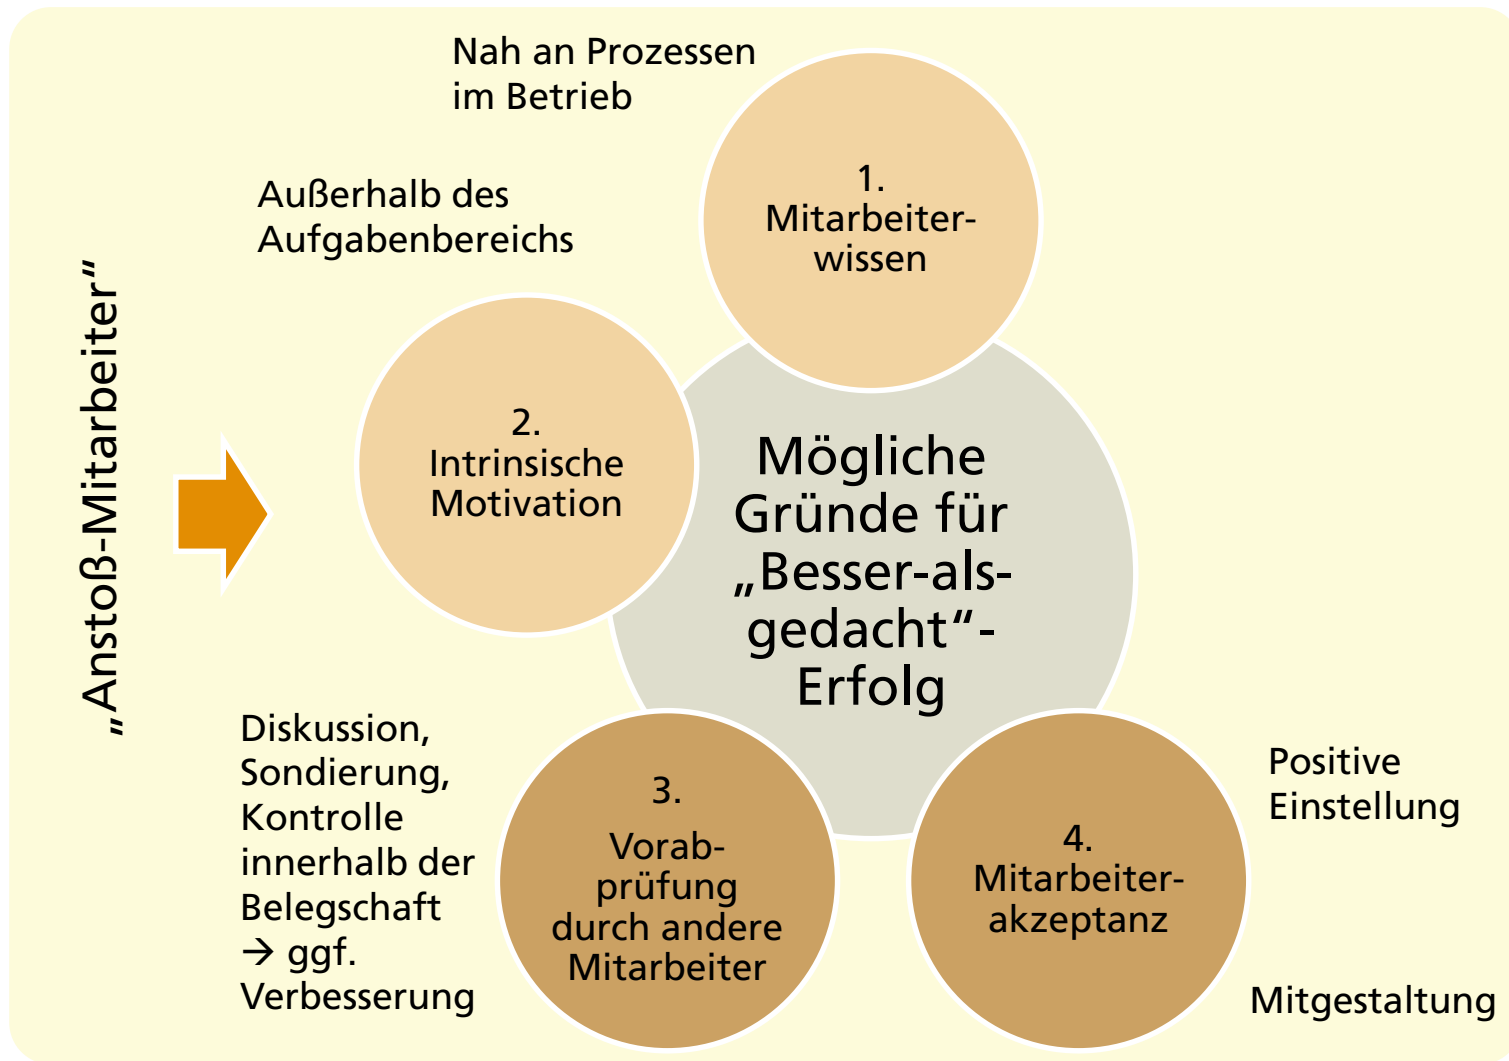 „Anstoß-Mitarbeiter“
Nah an Prozessen
im Betrieb
1.
Mitarbeiter-
wissen
Außerhalb des
Aufgabenbereichs
2.
Intrinsische
Motivation
Mögliche
Gründe für
„Besser-als-
gedacht“-
Erfolg
Diskussion,
Sondierung,
Kontrolle
innerhalb der
Belegschaft
→ ggf.
Verbesserung
3.
Vorab-
prüfung
durch andere
Mitarbeiter
4.
Mitarbeiter-
akzeptanz
Positive
Einstellung
Mitgestaltung